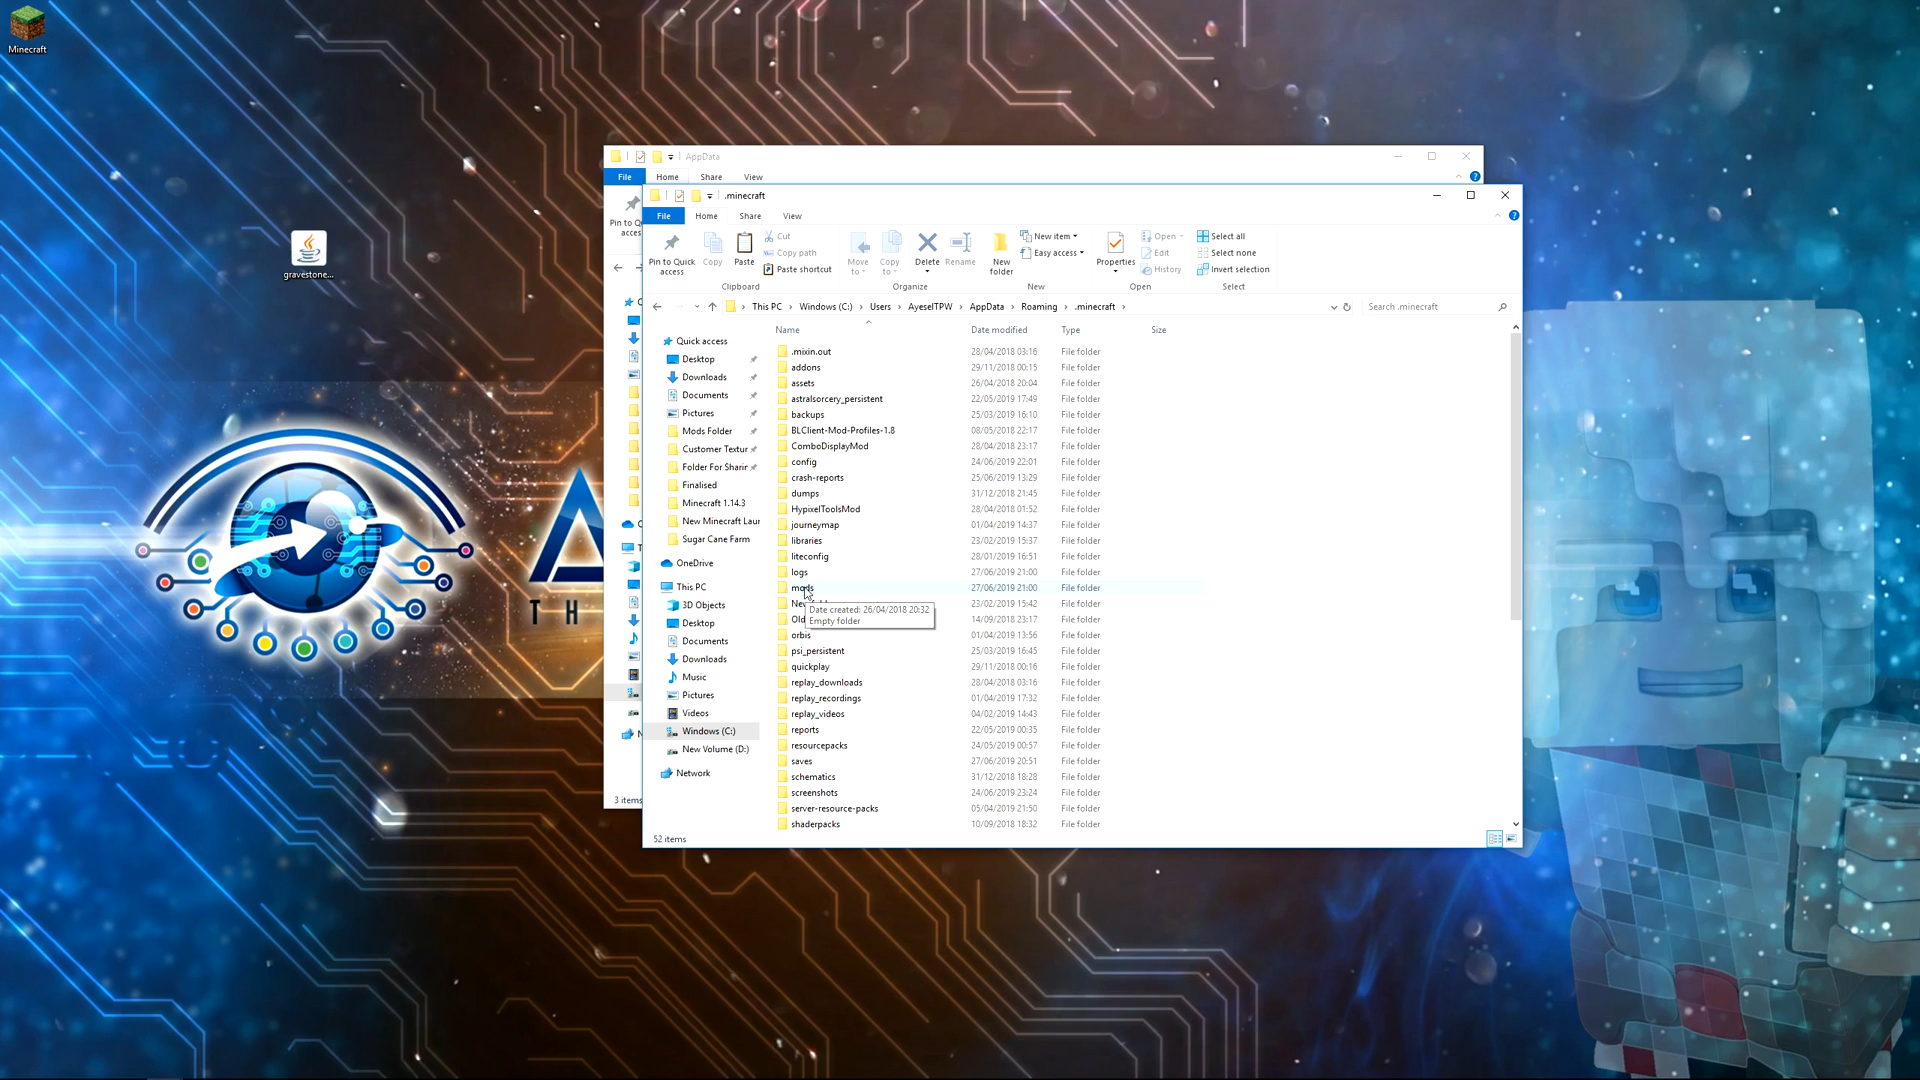 Minecraft
gravestone...
AppData
File Home Share View
.minecraft
File Home Share View
Pin to Quick access
Copy
Paste
Cut
Copy path
Paste shortcut
Clipboard
Move to
Copy to
Delete
Rename
Organize
New folder
New item
Easy access
New
Properties
Open
Edit
History
Open
Select all
Select none
Invert selection
Select
This PC > Windows (C:) > Users > AyeselTPW > AppData > Roaming > .minecraft >
Search .minecraft
Quick access
Desktop
Downloads
Documents
Pictures
Mods Folder
Customer Textur
Folder For Sharir
Finalised
Minecraft 1.14.3
New Minecraft Laur
Sugar Cane Farm
OneDrive
This PC
3D Objects
Desktop
Documents
Downloads
Music
Pictures
Videos
Windows (C:)
New Volume (D:)
Network
Name Date modified Type Size
.mixin.out 28/04/2018 03:16 File folder
addons 29/11/2018 00:15 File folder
assets 26/04/2018 20:04 File folder
astralsorcery_persistent 22/05/2019 17:49 File folder
backups 25/03/2019 16:10 File folder
BLClient-Mod-Profiles-1.8 08/05/2018 22:17 File folder
ComboDisplayMod 28/04/2018 23:17 File folder
config 24/06/2019 22:01 File folder
crash-reports 25/06/2019 13:29 File folder
dumps 31/12/2018 21:45 File folder
HypixelToolsMod 28/04/2018 01:52 File folder
journeymap 01/04/2019 14:37 File folder
libraries 23/02/2019 15:37 File folder
liteconfig 28/01/2019 16:51 File folder
logs 27/06/2019 21:00 File folder
mods 27/06/2019 21:00 File folder
New 23/02/2019 15:42 File folder
Old 14/09/2018 23:17 File folder
Date created: 26/04/2018 20:32
Empty folder
orbis 01/04/2019 13:56 File folder
psi_persistent 25/03/2019 16:45 File folder
quickplay 29/11/2018 00:16 File folder
replay_downloads 28/04/2018 03:16 File folder
replay_recordings 01/04/2019 17:32 File folder
replay_videos 04/02/2019 14:43 File folder
reports 22/05/2019 00:35 File folder
resourcepacks 24/05/2019 00:57 File folder
saves 27/06/2019 20:51 File folder
schematics 31/12/2018 18:28 File folder
screenshots 24/06/2019 23:24 File folder
server-resource-packs 05/04/2019 21:50 File folder
shaderpacks 10/09/2018 18:32 File folder
3 items
52 items
A
T H